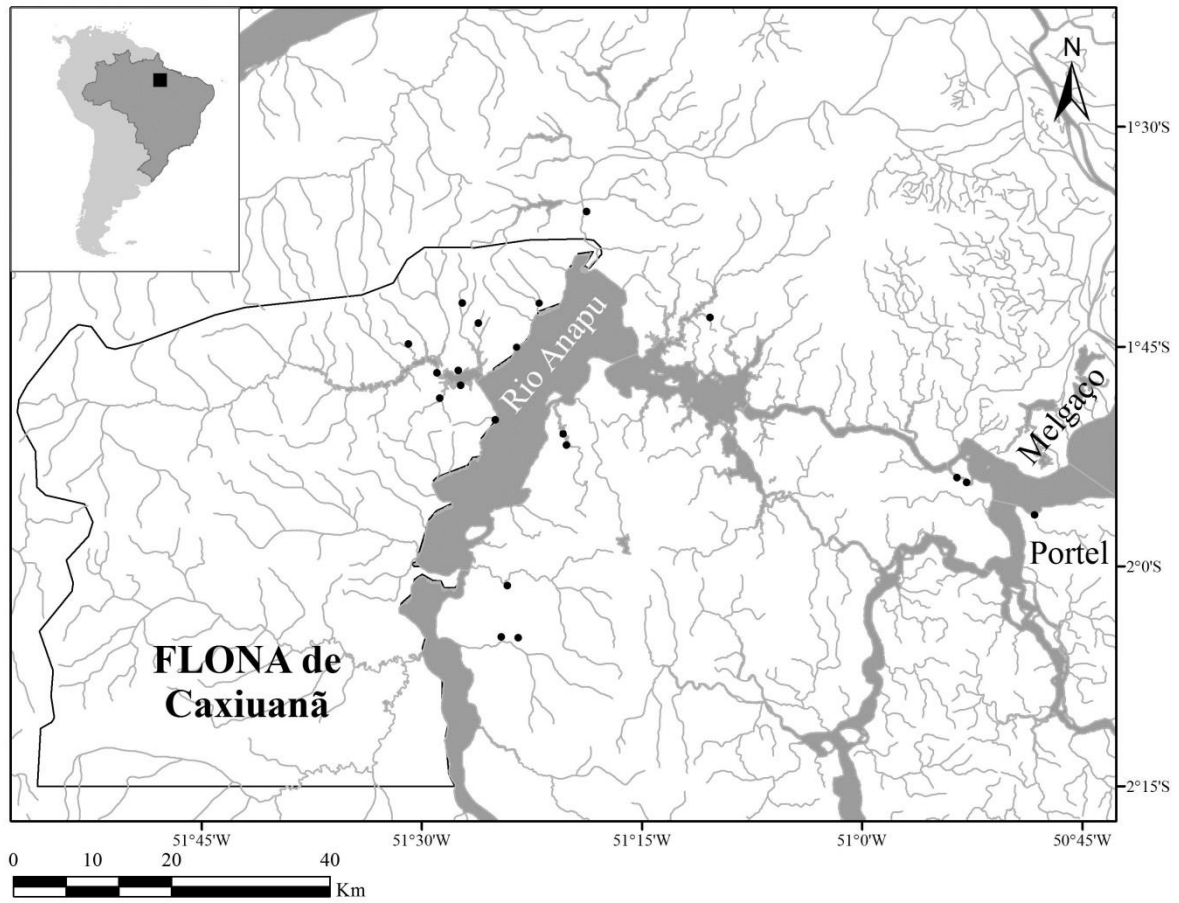 N
1°30'S
Rio Anapu
1°45'S
Melgaço
Portel
2°0'S
FLONA de
Caxiuanã
2°15'S
51°45'W
51°30'W
51°15'W
51°0'W
50°45'W
0
10
20
40
Km